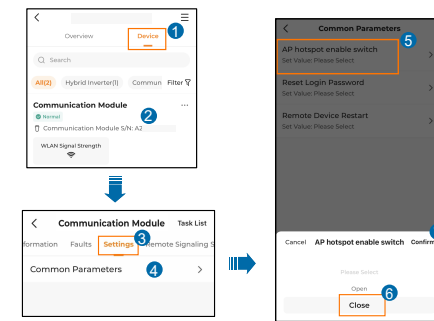 Overview Device 1
Search
All(2) Hybrid Inverter(1) Commun Filter
Communication Module ...
Normal 2
Communication Module S/N: A2
WLAN Signal Strength
Communication Module Task List
formation Faults Settings 3 Remote Signaling S
Common Parameters 4
Common Parameters
AP hotspot enable switch 5
Set Value: Please Select
Reset Login Password
Set Value: Please Select
Remote Device Restart
Set Value: Please Select
Cancel AP hotspot enable switch Confirm
Please Select
Open
Close 6